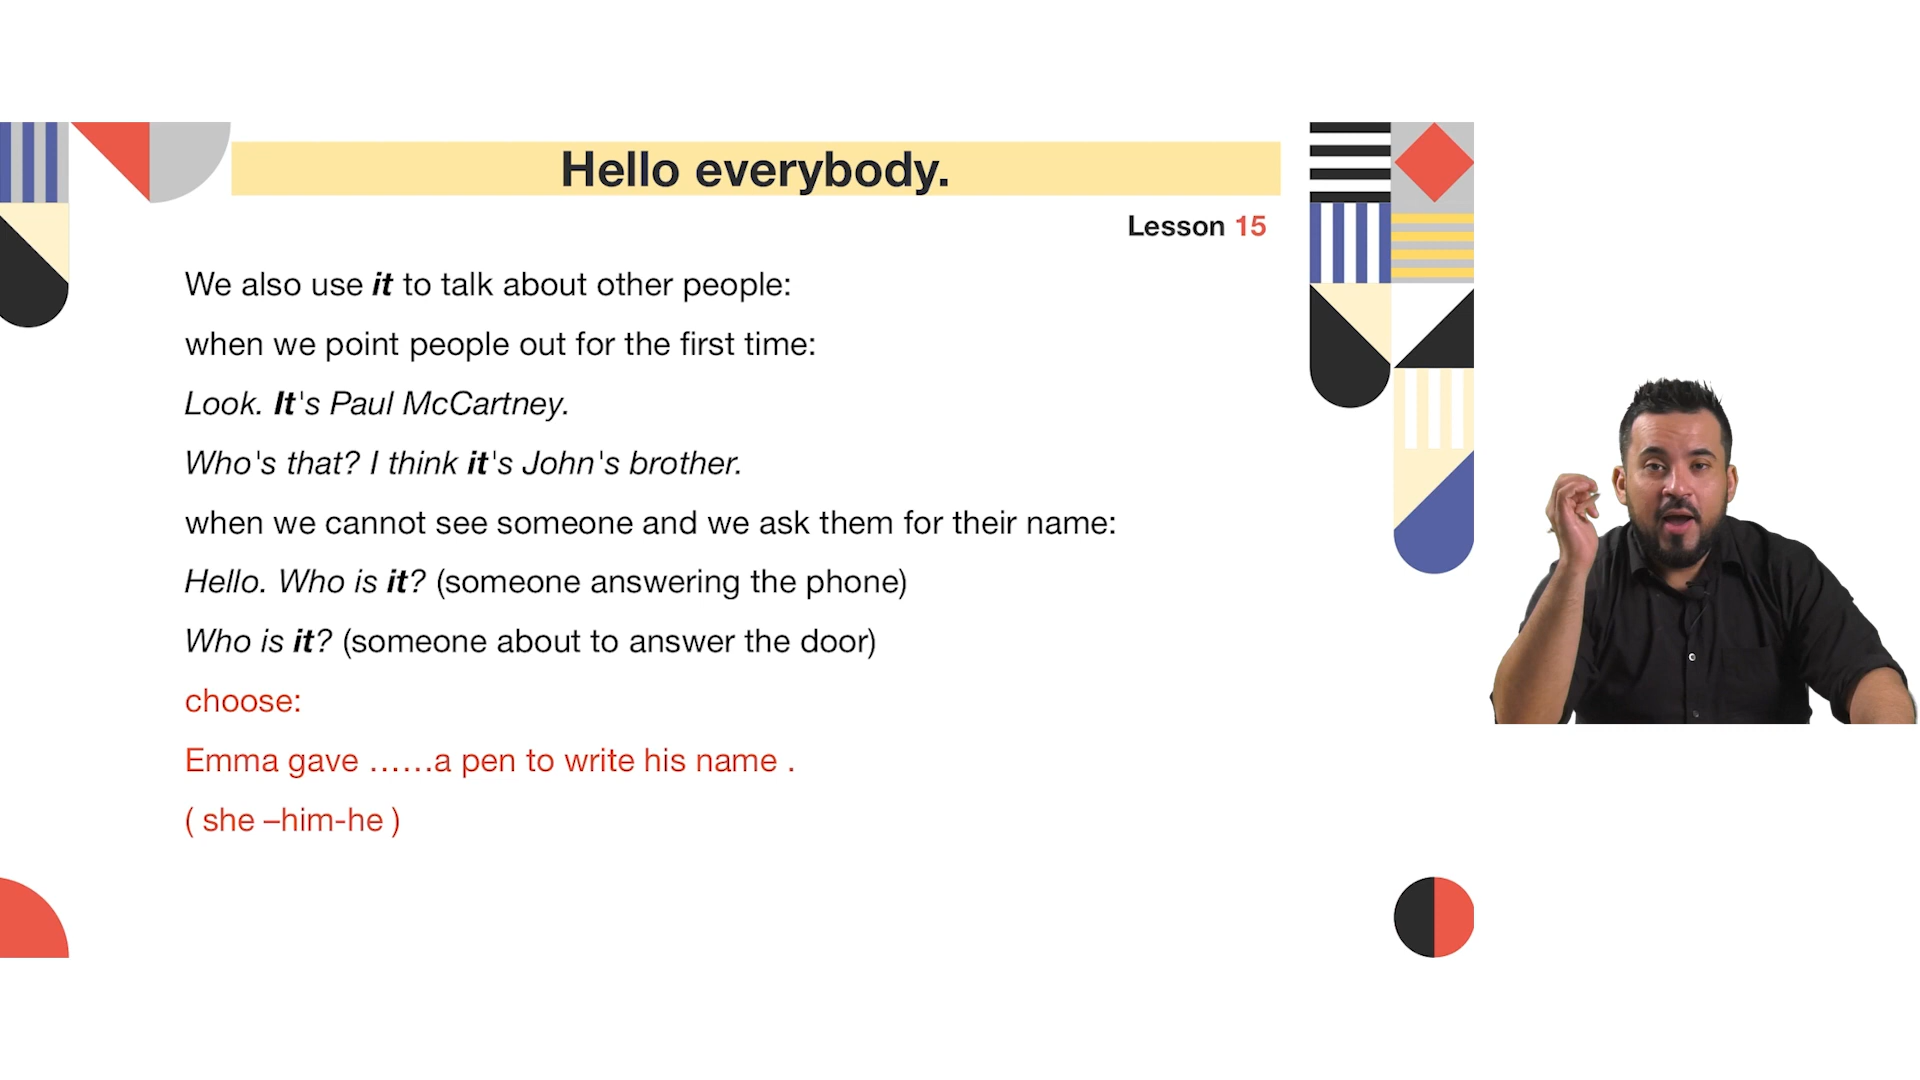 Hello everybody.
Lesson 15
We also use it to talk about other people:
when we point people out for the first time:
Look. It's Paul McCartney.
Who's that? I think it's John's brother.
when we cannot see someone and we ask them for their name:
Hello. Who is it? (someone answering the phone)
Who is it? (someone about to answer the door)
choose:
Emma gave ……a pen to write his name .
( she –him-he )